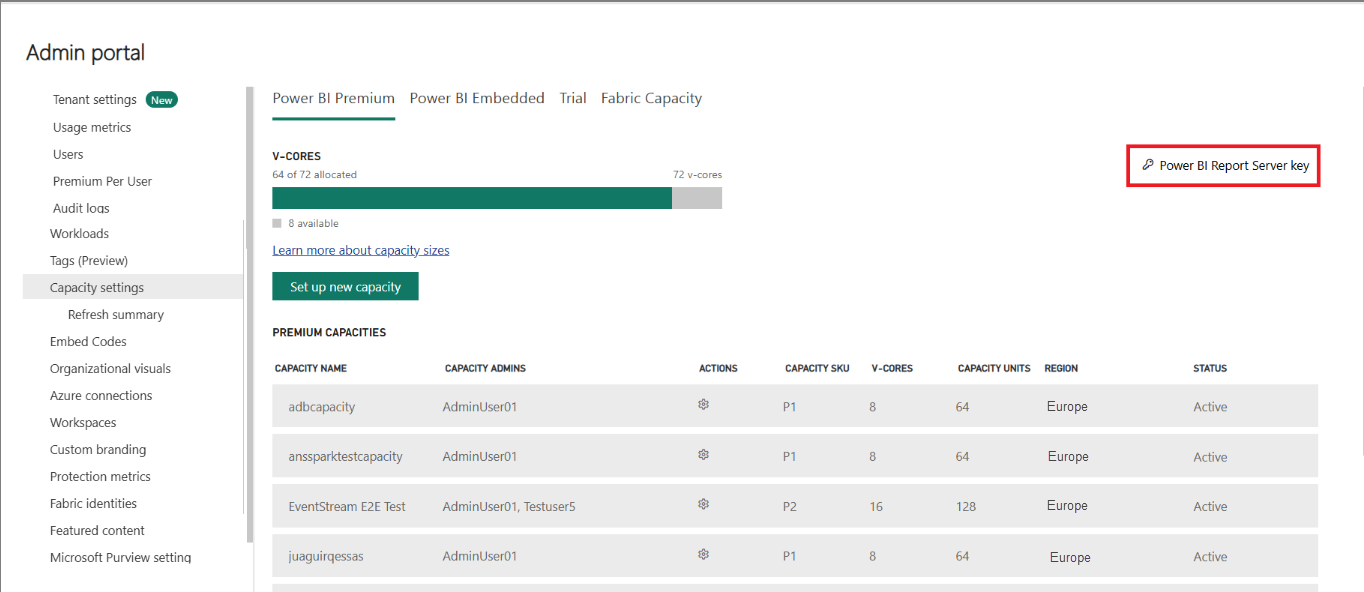 Admin portal
Tenant settings New
Usage metrics
Users
Premium Per User
Audit logs
Workloads
Tags (Preview)
Capacity settings
Refresh summary
Embed Codes
Organizational visuals
Azure connections
Workspaces
Custom branding
Protection metrics
Fabric identities
Featured content
Microsoft Purview setting
Power BI Premium Power BI Embedded Trial Fabric Capacity
V-CORES
64 of 72 allocated 72 v-cores
8 available
Power BI Report Server key
Learn more about capacity sizes
Set up new capacity
PREMIUM CAPACITIES
CAPACITY NAME CAPACITY ADMINS ACTIONS CAPACITY SKU V-CORES CAPACITY UNITS REGION STATUS
adbcapacity AdminUser01 P1 8 64 Europe Active
anssparktestcapacity AdminUser01 P1 8 64 Europe Active
EventStream E2E Test AdminUser01, Testuser5 P2 16 128 Europe Active
juaguirqessas AdminUser01 P1 8 64 Europe Active